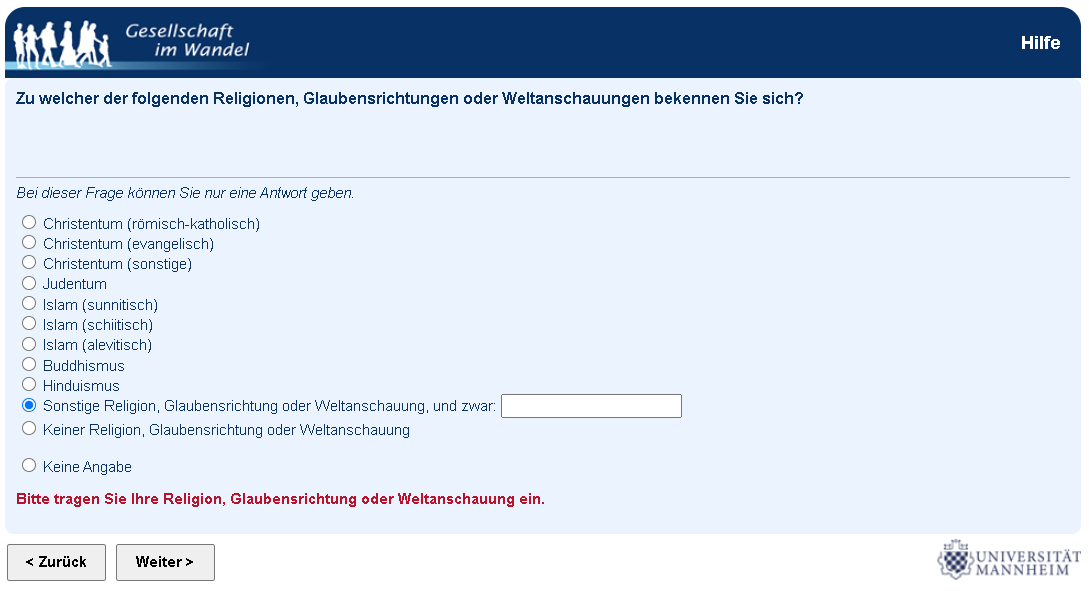 Gesellschaft
im Wandel
Hilfe
Zu welcher der folgenden Religionen, Glaubensrichtungen oder Weltanschauungen bekennen Sie sich?
Bei dieser Frage können Sie nur eine Antwort geben.
Christentum (römisch-katholisch)
Christentum (evangelisch)
Christentum (sonstige)
Judentum
Islam (sunnitisch)
Islam (schiitisch)
Islam (alevitisch)
Buddhismus
Hinduismus
Sonstige Religion, Glaubensrichtung oder Weltanschauung, und zwar:
Keiner Religion, Glaubensrichtung oder Weltanschauung
Keine Angabe
Bitte tragen Sie Ihre Religion, Glaubensrichtung oder Weltanschauung ein.
< Zurück
Weiter >
UNIVERSITÄT
MANNHEIM